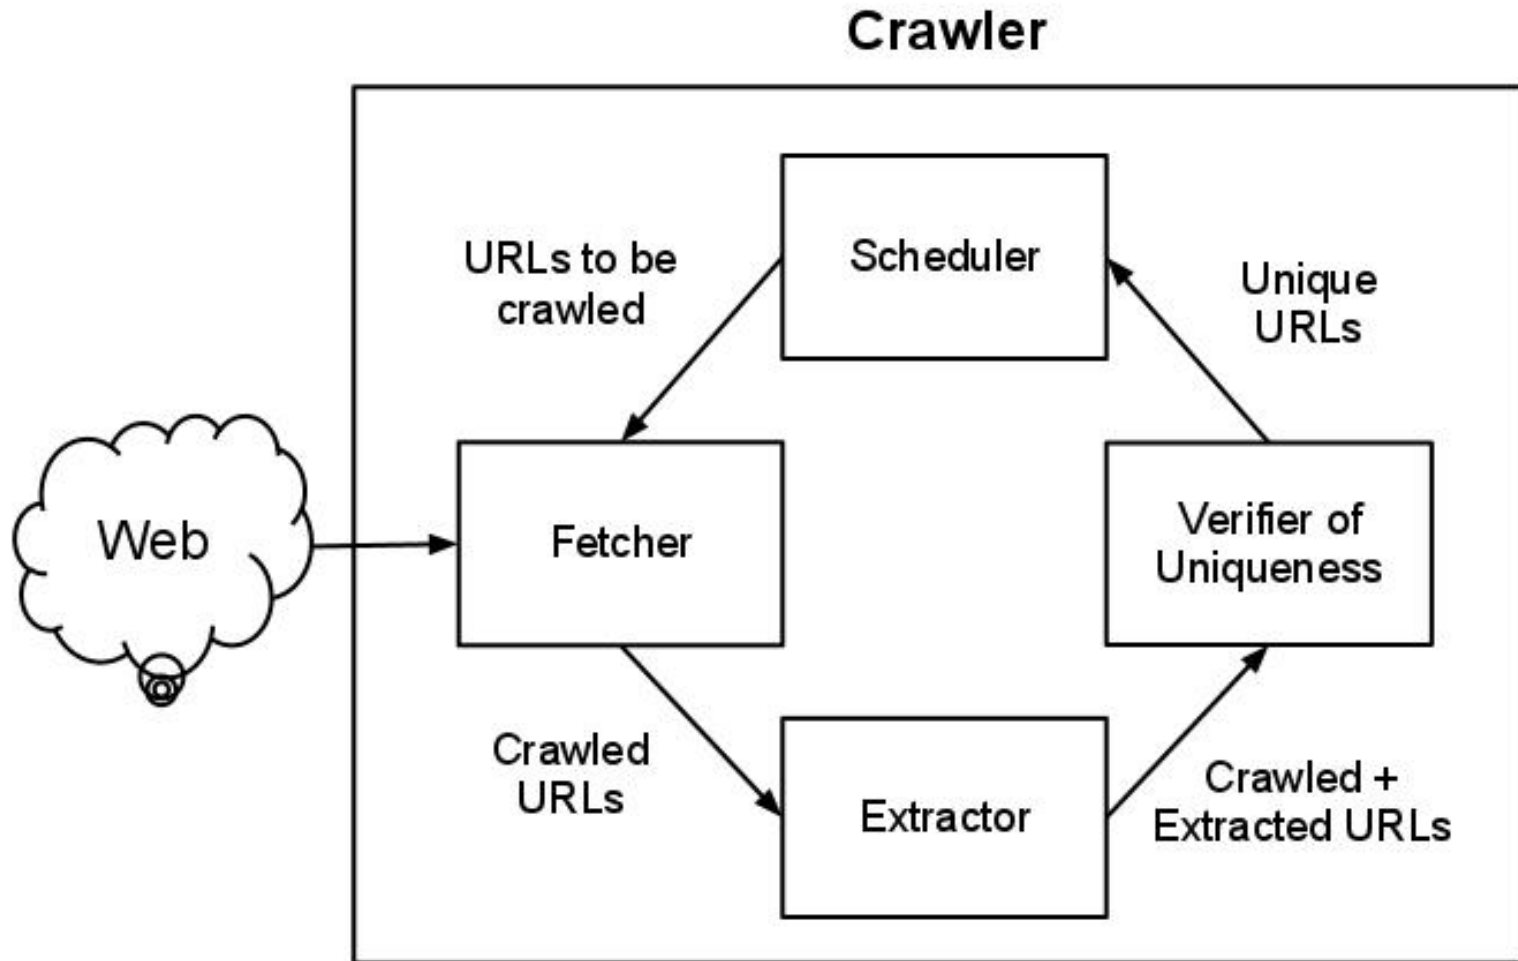 Crawler
Scheduler
URLs to be
crawled
Unique
URLs
Web
Fetcher
Verifier of
Uniqueness
Crawled
URLs
Extractor
Crawled +
Extracted URLs